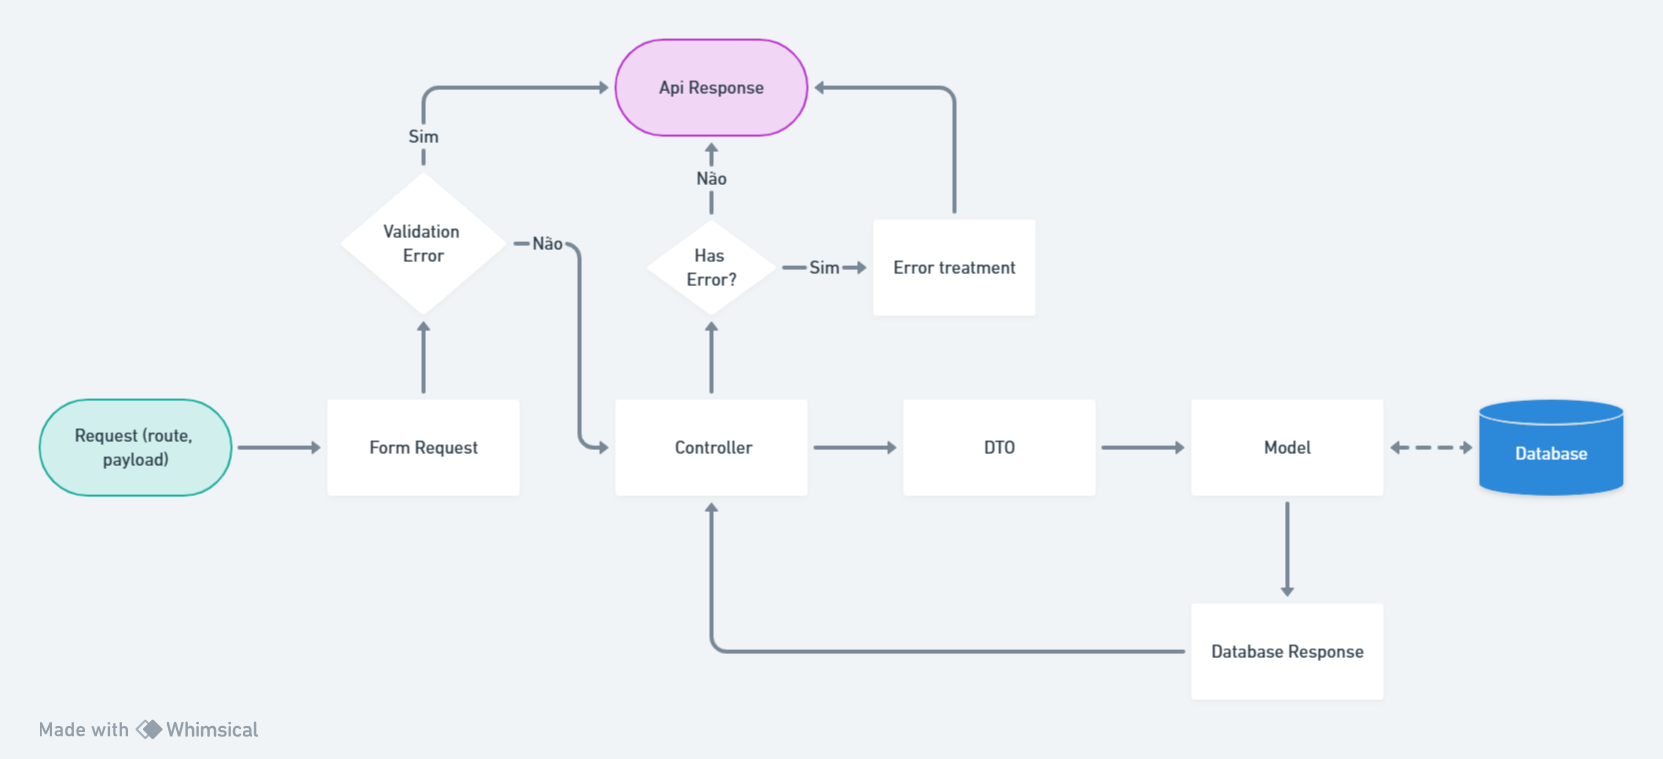 Api Response
Sim
Não
Validation
Error
Não
Has
Error?
Sim
Error treatment
Request (route,
payload)
Form Request
Controller
DTO
Model
Database
Database Response
Made with Whimsical